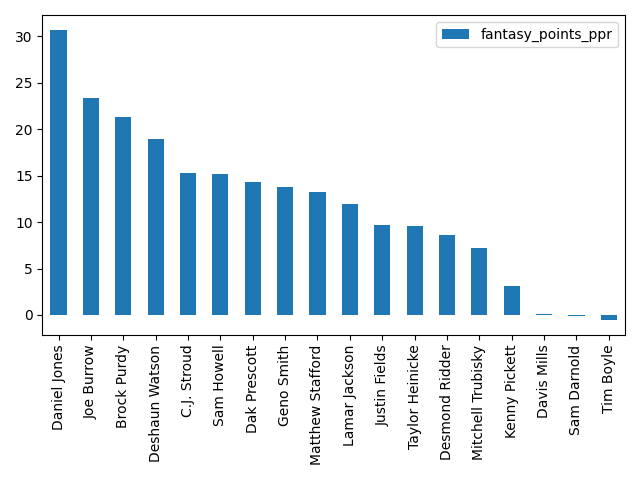 fantasy_points_ppr
30
25
20
15
10
5
0
Daniel Jones
Joe Burrow
Brock Purdy
Deshaun Watson
C.J. Stroud
Sam Howell
Dak Prescott
Geno Smith
Matthew Stafford
Lamar Jackson
Justin Fields
Taylor Heinicke
Desmond Ridder
Mitchell Trubisky
Kenny Pickett
Davis Mills
Sam Darnold
Tim Boyle